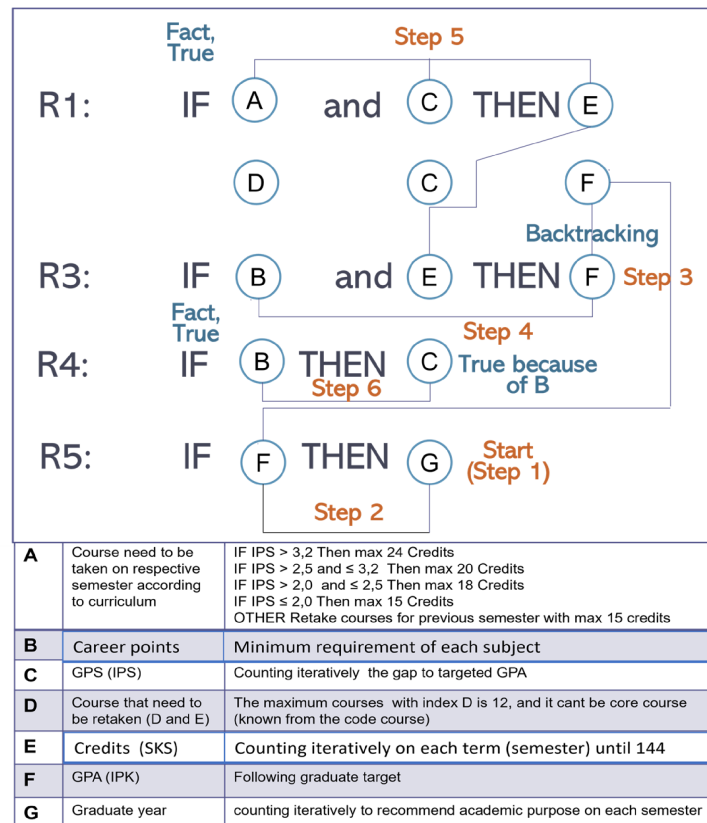 Fact,
True
Step 5
R1: IF A and C THEN E
D C F
Backtracking
R3: IF B and E THEN F Step 3
Fact,
True
Step 4
R4: IF B THEN C True because
of B
Step 6
R5: IF F THEN G Start
(Step 1)
Step 2
A Course need to be IF IPS > 3,2 Then max 24 Credits
taken on respective IF IPS > 2,5 and ≤ 3,2 Then max 20 Credits
semester according IF IPS > 2,0 and ≤ 2,5 Then max 18 Credits
to curriculum IF IPS ≤ 2,0 Then max 15 Credits
OTHER Retake courses for previous semester with max 15 credits
B Career points Minimum requirement of each subject
C GPS (IPS) Counting iteratively the gap to targeted GPA
D Course that need to The maximum courses with index D is 12, and it cant be core course
be retaken (D and E) (known from the code course)
E Credits (SKS) Counting iteratively on each term (semester) until 144
F GPA (IPK) Following graduate target
G Graduate year counting iteratively to recommend academic purpose on each semester